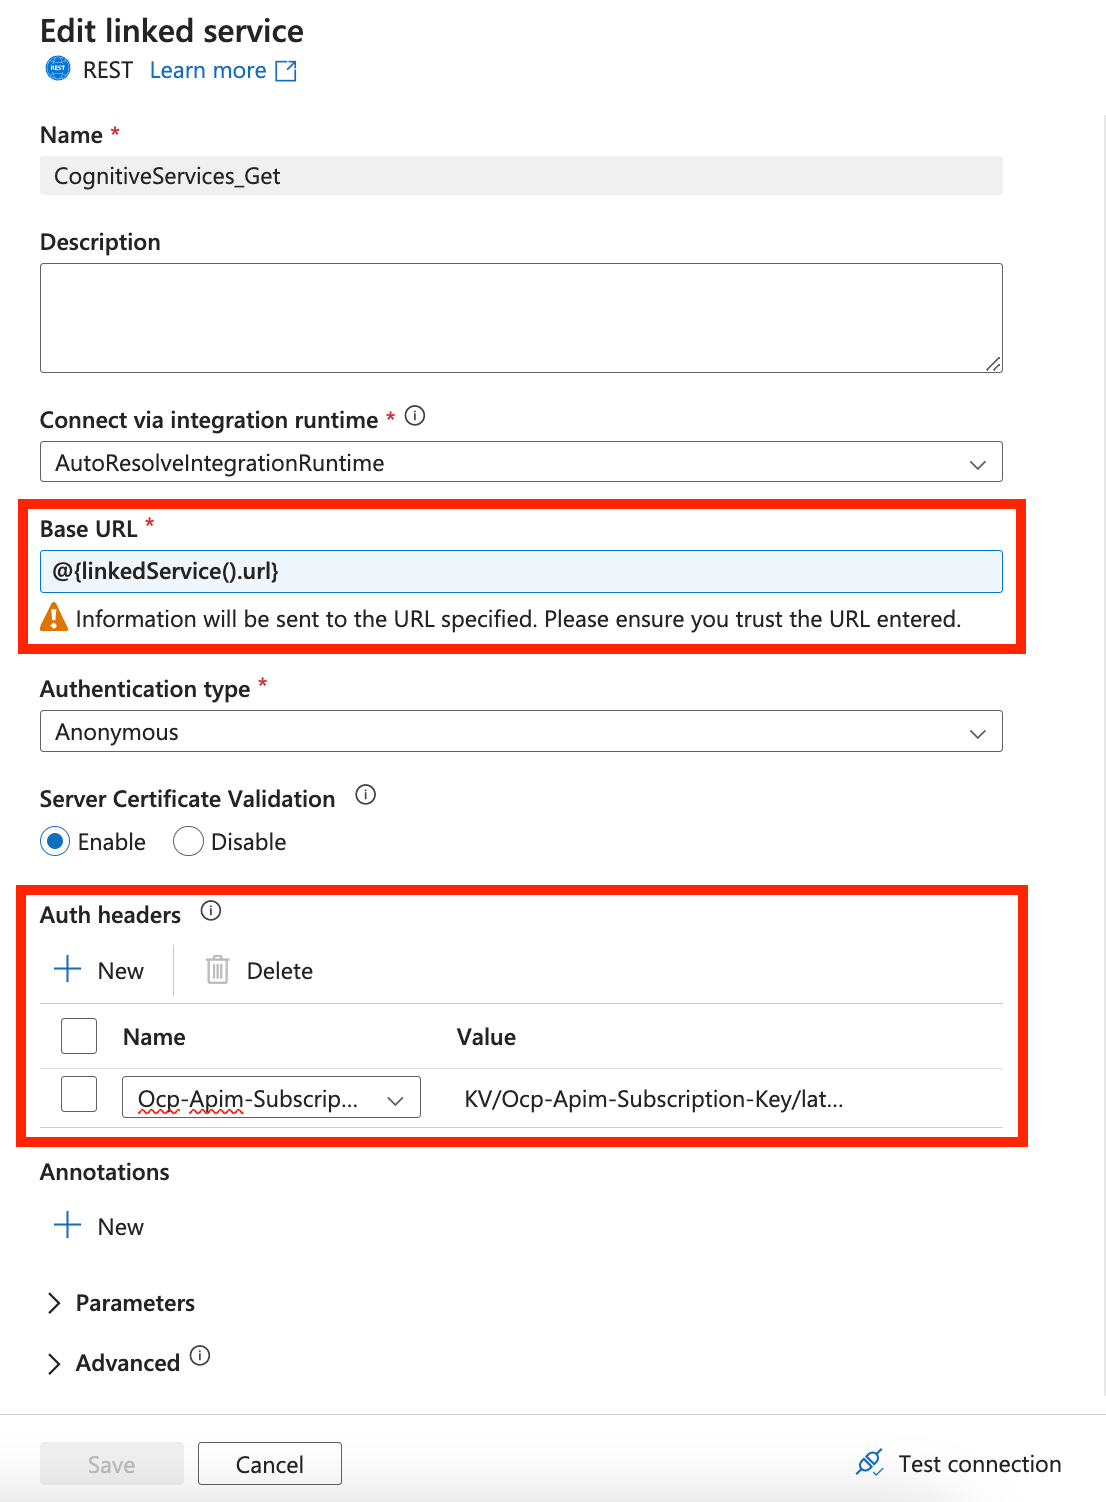 Edit linked service
REST Learn more
Name *
CognitiveServices_Get
Description
Connect via integration runtime *
AutoResolveIntegrationRuntime
Base URL *
@{linkedService().url}
Information will be sent to the URL specified. Please ensure you trust the URL entered.
Authentication type *
Anonymous
Server Certificate Validation
Enable Disable
Auth headers
New Delete
Name Value
Ocp-Apim-Subscrip... KV/Ocp-Apim-Subscription-Key/lat...
Annotations
New
Parameters
Advanced
Save Cancel Test connection